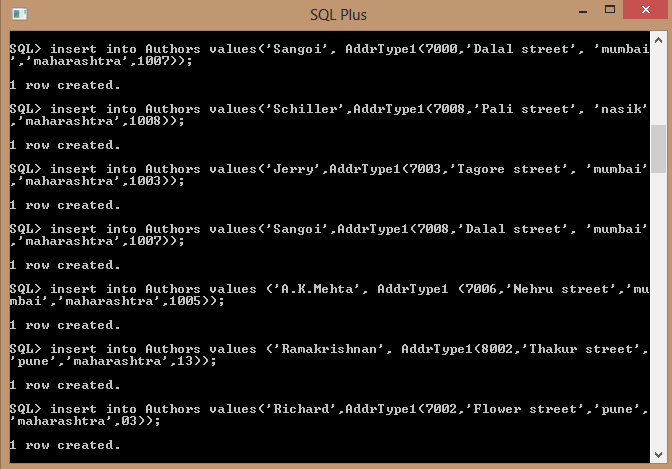 SQL Plus
SQL> insert into Authors values('Sangoi', AddrType1(7000,'Dalal street', 'mumbai
','maharashtra',1007));
1 row created.
SQL> insert into Authors values('Schiller',AddrType1(7008,'Pali street', 'nasik'
,'maharashtra',1008));
1 row created.
SQL> insert into Authors values('Jerry',AddrType1(7003,'Tagore street', 'mumbai'
,'maharashtra',1003));
1 row created.
SQL> insert into Authors values('Sangoi',AddrType1(7008,'Dalal street', 'mumbai'
,'maharashtra',1007));
1 row created.
SQL> insert into Authors values ('A.K.Mehta', AddrType1 (7006,'Nehru street','mu
mbai','maharashtra',1005));
1 row created.
SQL> insert into Authors values ('Ramakrishnan', AddrType1(8002,'Thakur street',
'pune','maharashtra',13));
1 row created.
SQL> insert into Authors values('Richard',AddrType1(7002,'Flower street','pune',
'maharashtra',03));
1 row created.